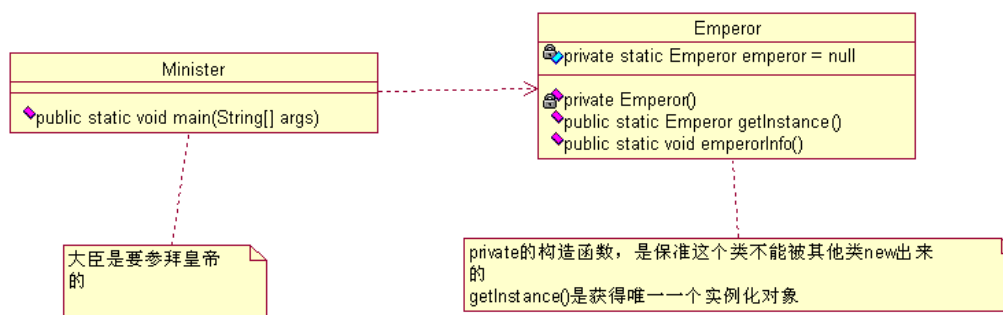 Minister
public static void main(String[] args)
Emperor
private static Emperor emperor = null
private Emperor()
public static Emperor getInstance()
public static void emperorInfo()
大臣是要参拜皇帝
的
private的构造函数，是保准这个类不能被其他类new出来
的
getInstance()是获得唯一一个实例化对象